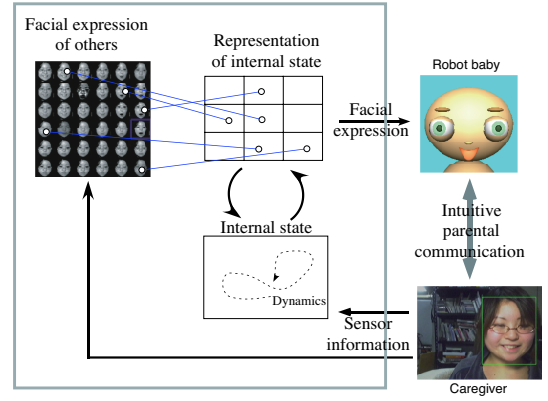 Facial expression
of others
Representation
of internal state
Robot baby
Facial
expression
Intuitive
parental
communication
Internal state
Dynamics
Sensor
information
Caregiver